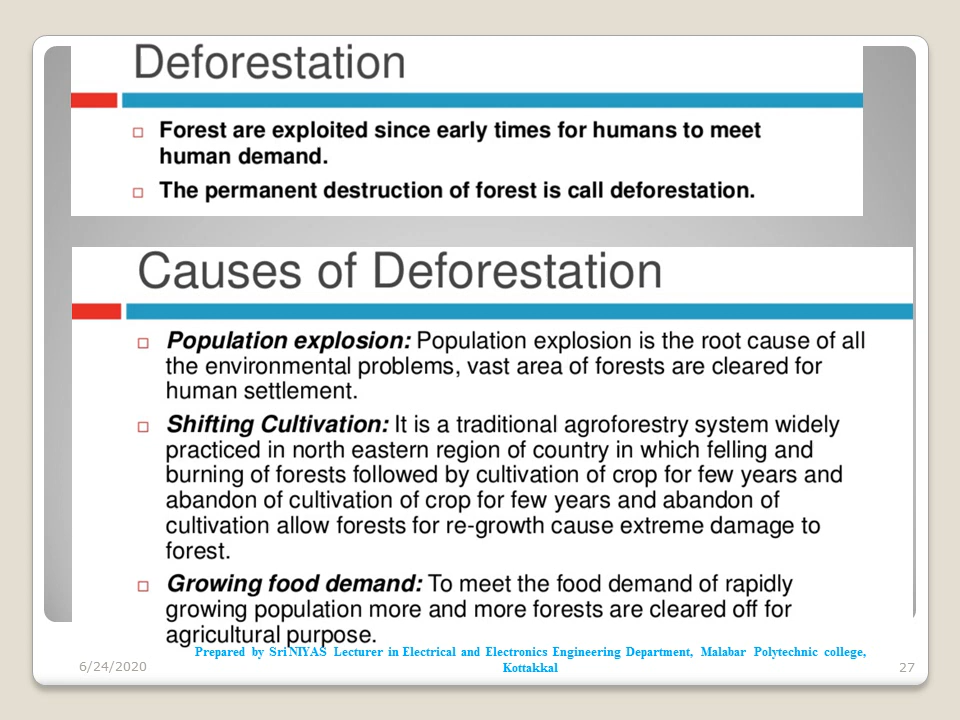 Deforestation
Forest are exploited since early times for humans to meet
human demand.
The permanent destruction of forest is call deforestation.
Causes of Deforestation
Population explosion: Population explosion is the root cause of all
the environmental problems, vast area of forests are cleared for
human settlement.
Shifting Cultivation: It is a traditional agroforestry system widely
practiced in north eastern region of country in which felling and
burning of forests followed by cultivation of crop for few years and
abandon of cultivation of crop for few years and abandon of
cultivation allow forests for re-growth cause extreme damage to
forest.
Growing food demand: To meet the food demand of rapidly
growing population more and more forests are cleared off for
agricultural purpose.
Prepared by Sri NIYAS Lecturer in Electrical and Electronics Engineering Department, Malabar Polytechnic college,
Kottakkal
6/24/2020
27